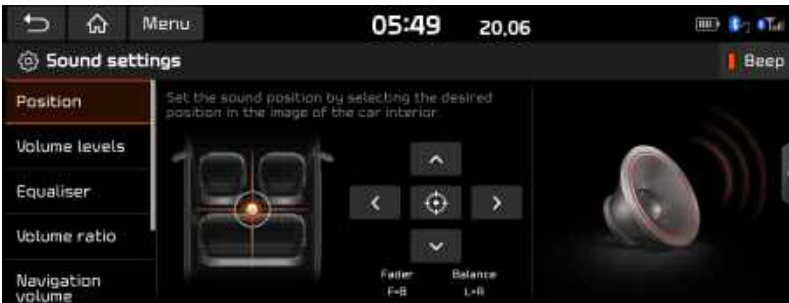 Menu
05:49
20,06
Sound settings
Beep
Position
Set the sound position by selecting the desired
position in the image of the car interior.
Volume levels
Equaliser
Volume ratio
Navigation
volume
Fader
Balance
F=B
L=R